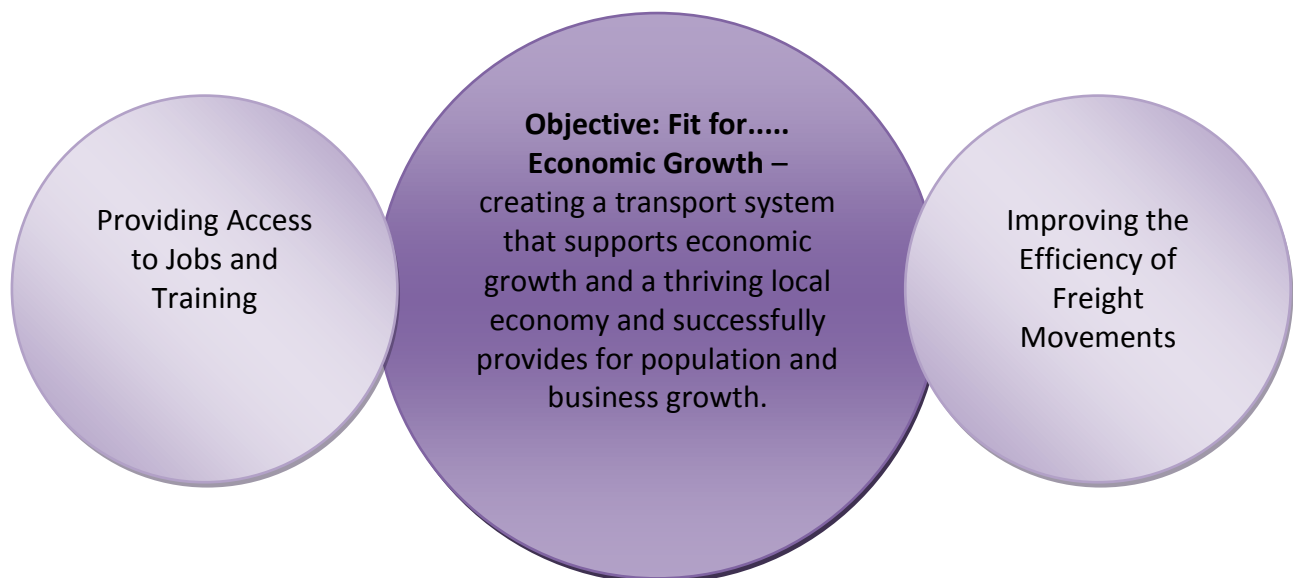 Providing Access
to Jobs and
Training
Objective: Fit for.....
Economic Growth –
creating a transport system
that supports economic
growth and a thriving local
economy and successfully
provides for population and
business growth.
Improving the
Efficiency of
Freight
Movements